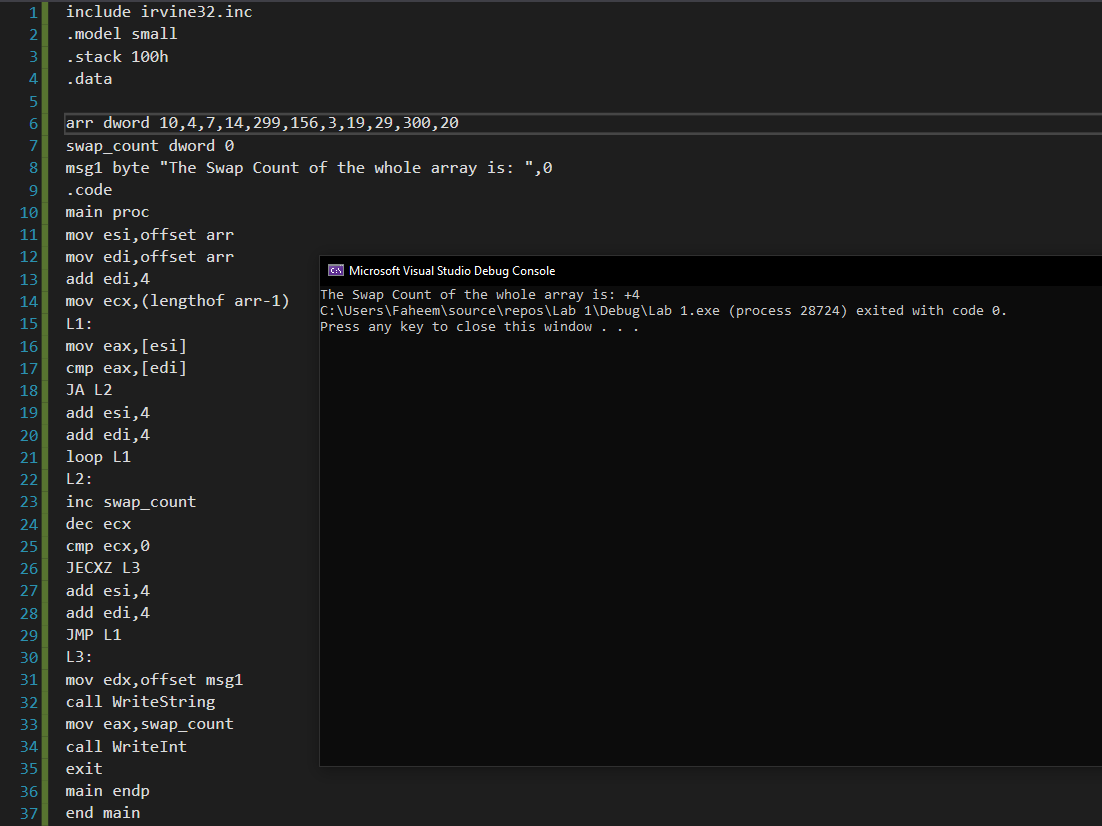 1 include irvine32.inc
2 .model small
3 .stack 100h
4 .data
5
6 arr dword 10,4,7,14,299,156,3,19,29,300,20
7 swap_count dword 0
8 msg1 byte "The Swap Count of the whole array is: ",0
9 .code
10 main proc
11 mov esi,offset arr
12 mov edi,offset arr
13 add edi,4
14 mov ecx,(lengthof arr-1)
15 L1:
16 mov eax,[esi]
17 cmp eax,[edi]
18 JA L2
19 add esi,4
20 add edi,4
21 loop L1
22 L2:
23 inc swap_count
24 dec ecx
25 cmp ecx,0
26 JECXZ L3
27 add esi,4
28 add edi,4
29 JMP L1
30 L3:
31 mov edx,offset msg1
32 call WriteString
33 mov eax,swap_count
34 call WriteInt
35 exit
36 main endp
37 end main
Microsoft Visual Studio Debug Console
The Swap Count of the whole array is: +4
C:\Users\Faheem\source\repos\Lab 1\Debug\Lab 1.exe (process 28724) exited with code 0.
Press any key to close this window . . .